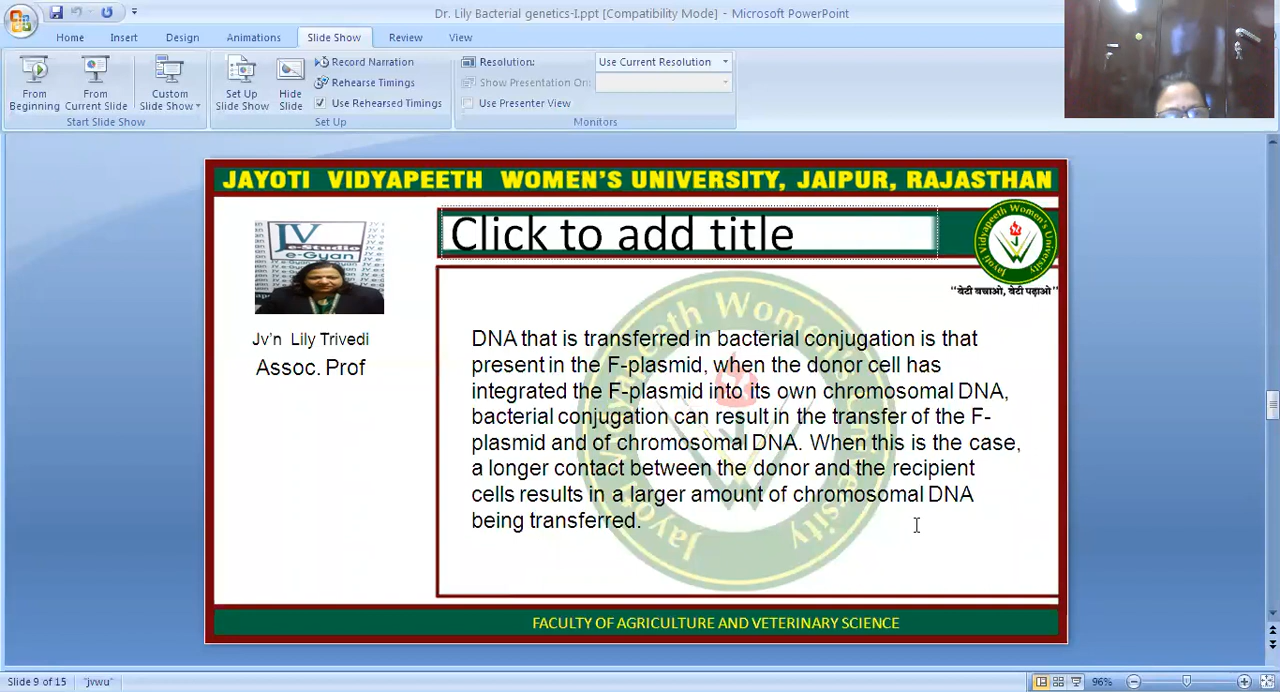 Dr. Lily Bacterial genetics-I.ppt [Compatibility Mode] - Microsoft PowerPoint
Home Insert Design Animations Slide Show Review View
From Beginning
From Current Slide
Custom Slide Show
Start Slide Show
Set Up Slide Show
Hide Slide
Record Narration
Rehearse Timings
Use Rehearsed Timings
Set Up
Resolution: Use Current Resolution
Show Presentation On:
Use Presenter View
Monitors
JAYOTI VIDYAPEETH WOMEN'S UNIVERSITY, JAIPUR, RAJASTHAN
Click to add title
Jayoti Vidyapeeth Women's University
"बेटी बचाओ, बेटी पढ़ाओ"
JV
e-Studio
e-Gyan
Jv'n Lily Trivedi
Assoc. Prof
DNA that is transferred in bacterial conjugation is that
present in the F-plasmid, when the donor cell has
integrated the F-plasmid into its own chromosomal DNA,
bacterial conjugation can result in the transfer of the F-
plasmid and of chromosomal DNA. When this is the case,
a longer contact between the donor and the recipient
cells results in a larger amount of chromosomal DNA
being transferred.
FACULTY OF AGRICULTURE AND VETERINARY SCIENCE
Slide 9 of 15 "jvwu" 96%